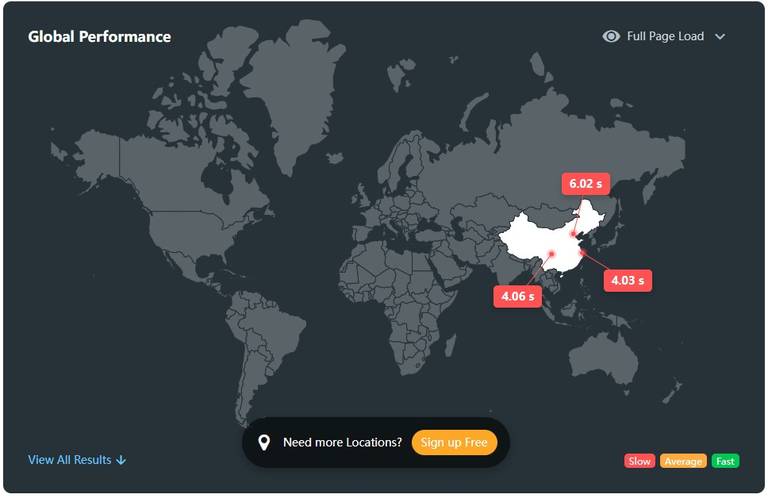 Global Performance
Full Page Load
6.02 s
4.03 s
4.06 s
Need more Locations?
Sign up Free
View All Results
Slow
Average
Fast